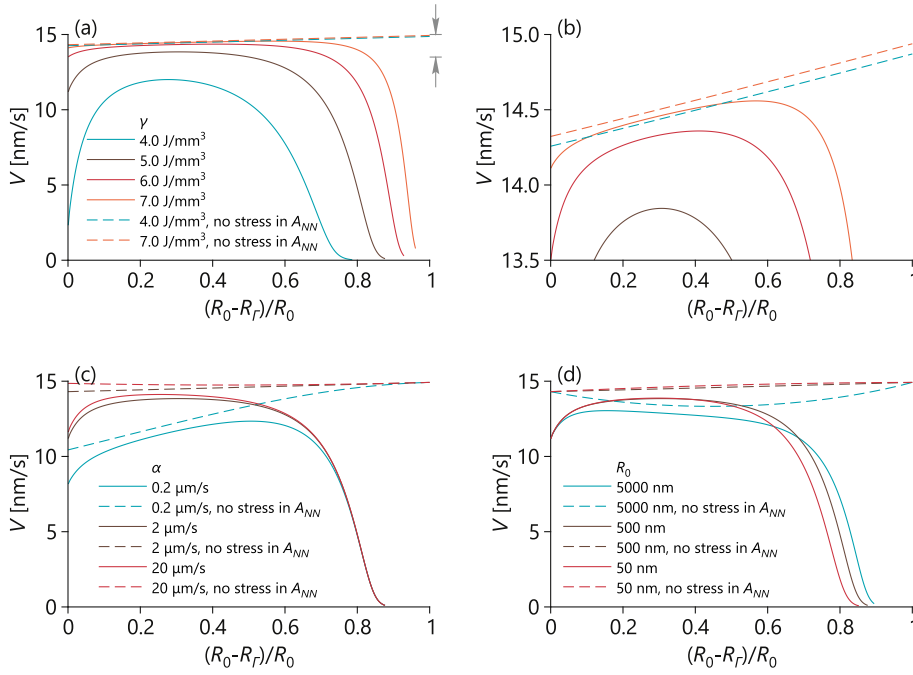 (a)
V [nm/s]
15
10
5
0
γ
4.0 J/mm³
5.0 J/mm³
6.0 J/mm³
7.0 J/mm³
4.0 J/mm³, no stress in A_NN
7.0 J/mm³, no stress in A_NN
0 0.2 0.4 0.6 0.8 1
(R₀-R_Γ)/R₀
(b)
V [nm/s]
15.0
14.5
14.0
13.5
0 0.2 0.4 0.6 0.8 1
(R₀-R_Γ)/R₀
(c)
V [nm/s]
15
10
5
0
α
0.2 μm/s
0.2 μm/s, no stress in A_NN
2 μm/s
2 μm/s, no stress in A_NN
20 μm/s
20 μm/s, no stress in A_NN
0 0.2 0.4 0.6 0.8 1
(R₀-R_Γ)/R₀
(d)
V [nm/s]
15
10
5
0
R₀
5000 nm
5000 nm, no stress in A_NN
500 nm
500 nm, no stress in A_NN
50 nm
50 nm, no stress in A_NN
0 0.2 0.4 0.6 0.8 1
(R₀-R_Γ)/R₀